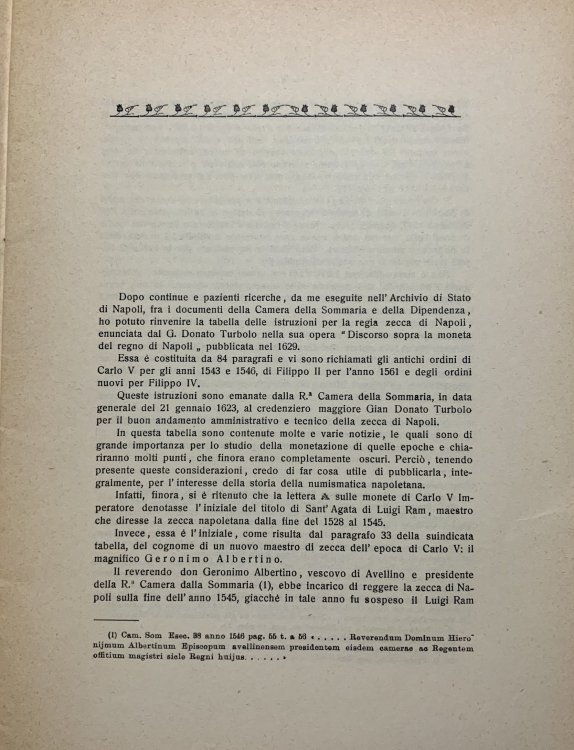 Dopo continue e pazienti ricerche, da me eseguite nell'Archivio di Stato
di Napoli, fra i documenti della Camera della Sommaria e della Dipendenza,
ho potuto rinvenire la tabella delle istruzioni per la regia zecca di Napoli,
enunciata dal G. Donato Turbolo nella sua opera “ Discorso sopra la moneta
del regno di Napoli „ pubblicata nel 1629.
Essa é costituita da 84 paragrafi e vi sono richiamati gli antichi ordini di
Carlo V per gli anni 1543 e 1546, di Filippo II per l'anno 1561 e degli ordini
nuovi per Filippo IV.
Queste istruzioni sono emanate dalla R.ª Camera della Sommaria, in data
generale del 21 gennaio 1623, al credenziero maggiore Gian Donato Turbolo
per il buon andamento amministrativo e tecnico della zecca di Napoli.
In questa tabella sono contenute molte e varie notizie, le quali sono di
grande importanza per lo studio della monetazione di quelle epoche e chia-
riranno molti punti, che finora erano completamente oscuri. Perciò, tenendo
presente queste considerazioni, credo di far cosa utile di pubblicarla, inte-
gralmente, per l'interesse della storia della numismatica napoletana.
Infatti, finora, si é ritenuto che la lettera A sulle monete di Carlo V Im-
peratore denotasse l'iniziale del titolo di Sant'Agata di Luigi Ram, maestro
che diresse la zecca napoletana dalla fine del 1528 al 1545.
Invece, essa é l'iniziale, come risulta dal paragrafo 33 della suindicata
tabella, del cognome di un nuovo maestro di zecca dell'epoca di Carlo V: il
magnifico Geronimo Albertino.
Il reverendo don Geronimo Albertino, vescovo di Avellino e presidente
della R.ª Camera dalla Sommaria (1), ebbe incarico di reggere la zecca di Na-
poli sulla fine dell'anno 1545, giacché in tale anno fu sospeso il Luigi Ram
(1) Cam. Som Esec. 38 anno 1546 pag. 55 t. a 56 « . . . . . Reverendum Dominum Hiero-
nijmum Albertinum Episcopum avellinensem presidentem eisdem camerae ac Regentem
offitium magistri siele Regni huijus. . . . . . »